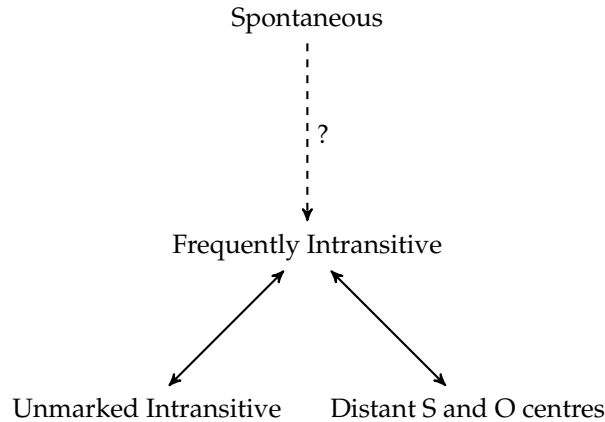 Spontaneous
?
Frequently Intransitive
Unmarked Intransitive
Distant S and O centres